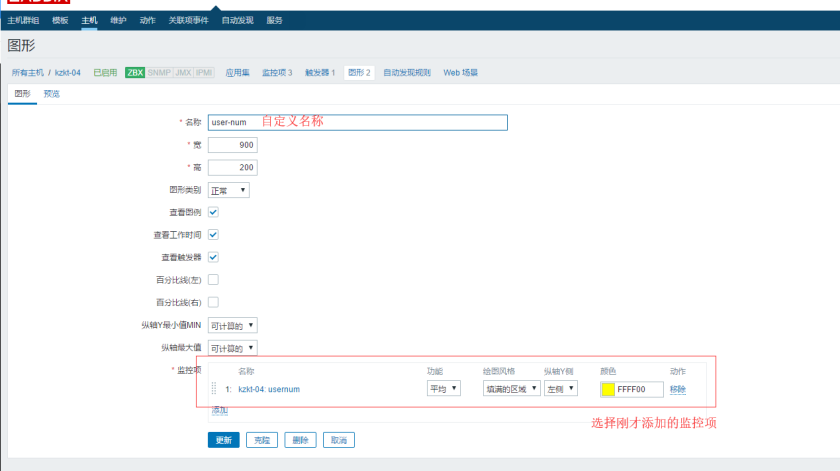 ZABBIX
主机群组 模板 主机 维护 动作 关联项事件 自动发现 服务
图形
所有主机 / kzkt-04 已启用 ZBX SNMP JMX IPMI 应用集 监控项 3 触发器 1 图形 2 自动发现规则 Web 场景
图形 预览
* 名称 user-num 自定义名称
* 宽 900
* 高 200
图形类别 正常
查看图例
查看工作时间
查看触发器
百分比线(左)
百分比线(右)
纵轴Y最小值MIN 可计算的
纵轴最大值 可计算的
* 监控项 名称 功能 绘图风格 纵轴Y侧 颜色 动作
1: kzkt-04: usernum 平均 填满的区域 左侧 FFFF00 移除
添加
选择刚才添加的监控项
更新 克隆 删除 取消